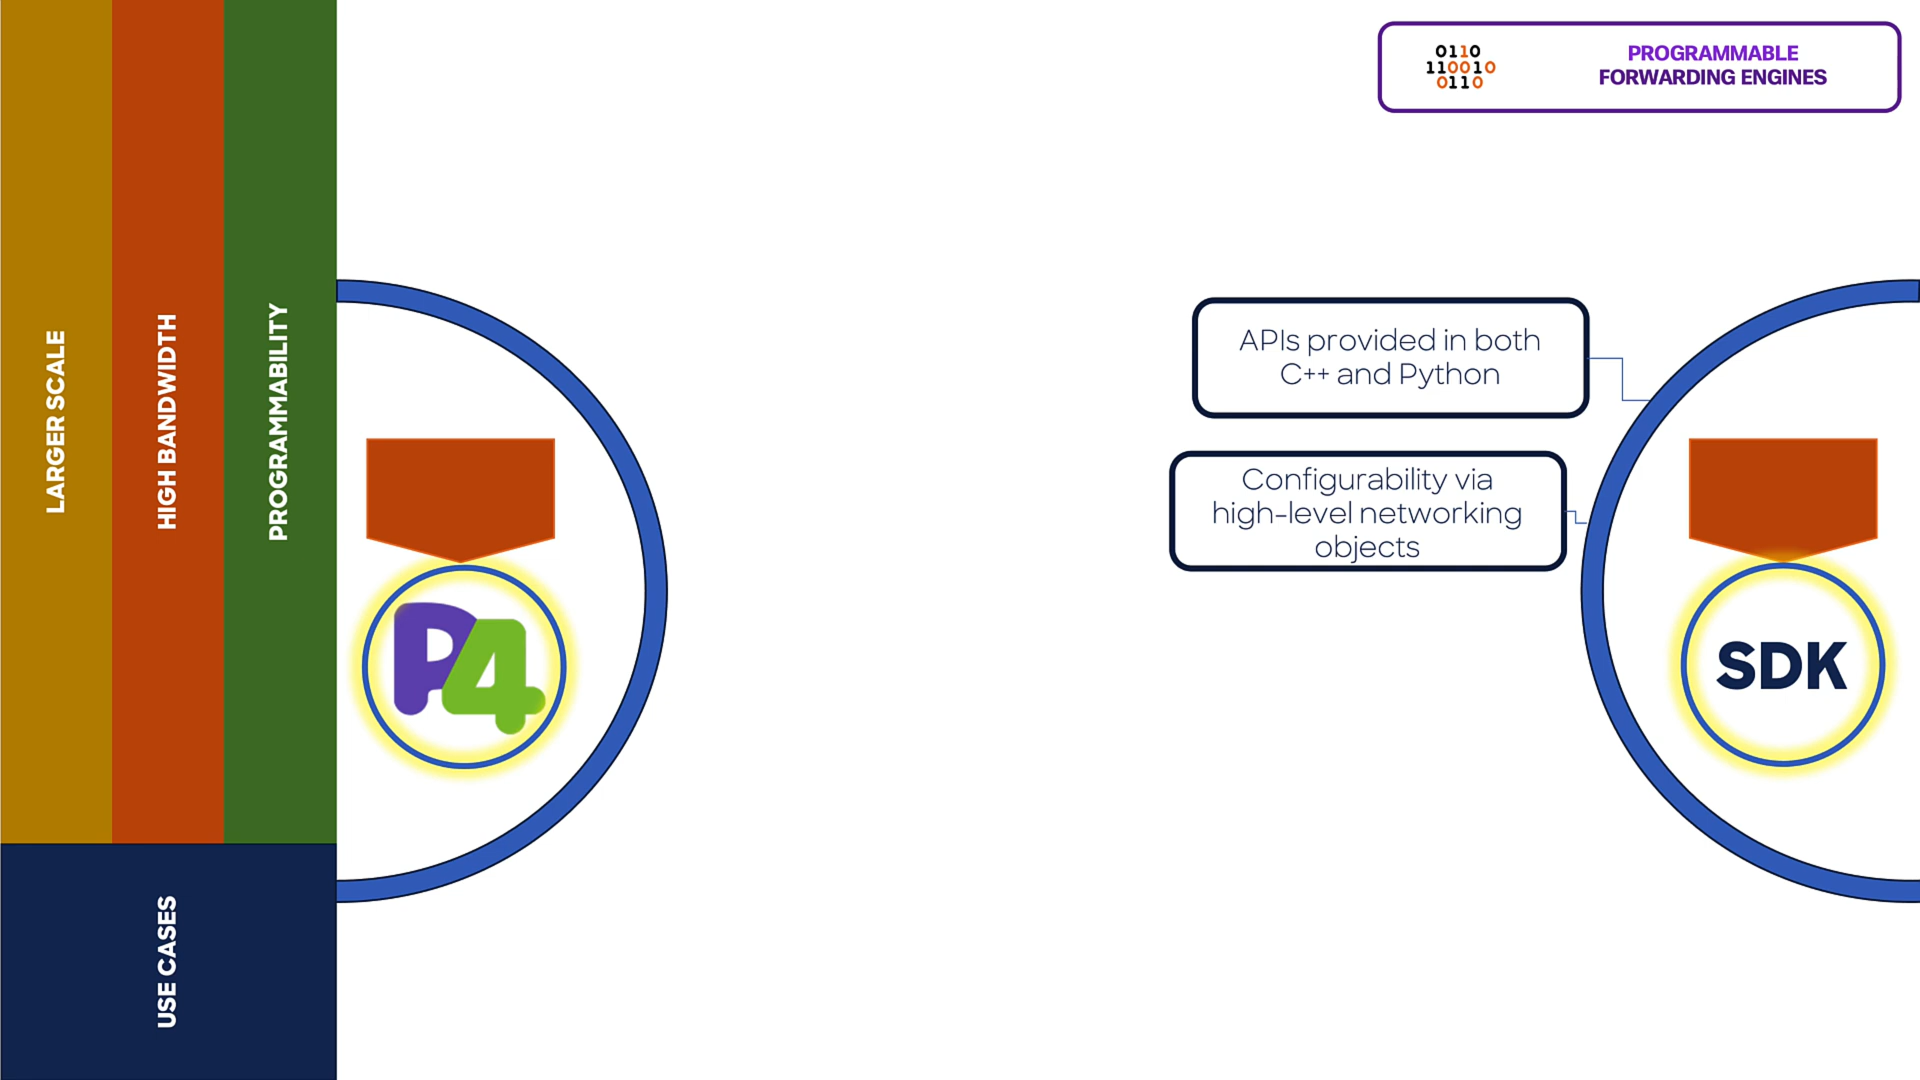 0110
110010
0110
PROGRAMMABLE
FORWARDING ENGINES
LARGER SCALE
HIGH BANDWIDTH
PROGRAMMABILITY
USE CASES
APIs provided in both
C++ and Python
Configurability via
high-level networking
objects
P4
SDK